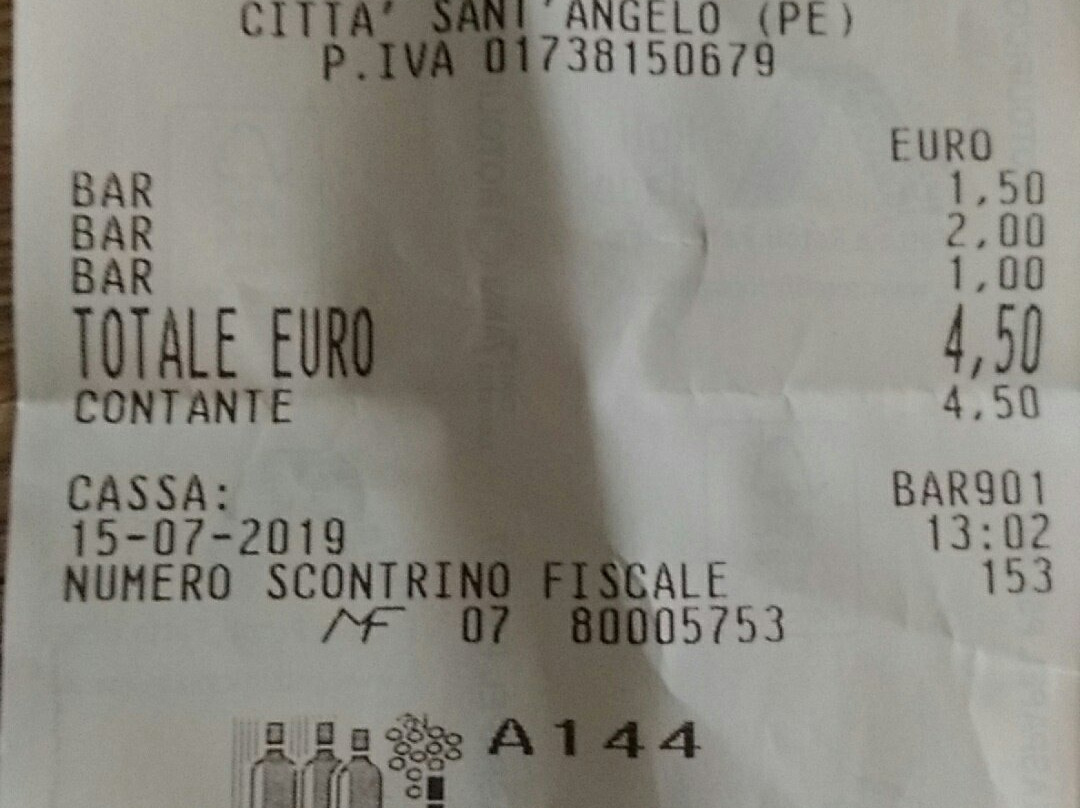 CITTA' SANT'ANGELO (PE)
P.IVA 01738150679
EURO
BAR 1,50
BAR 2,00
BAR 1,00
TOTALE EURO 4,50
CONTANTE 4,50
CASSA: BAR901
15-07-2019 13:02
NUMERO SCONTRINO FISCALE 153
MF 07 80005753
A144